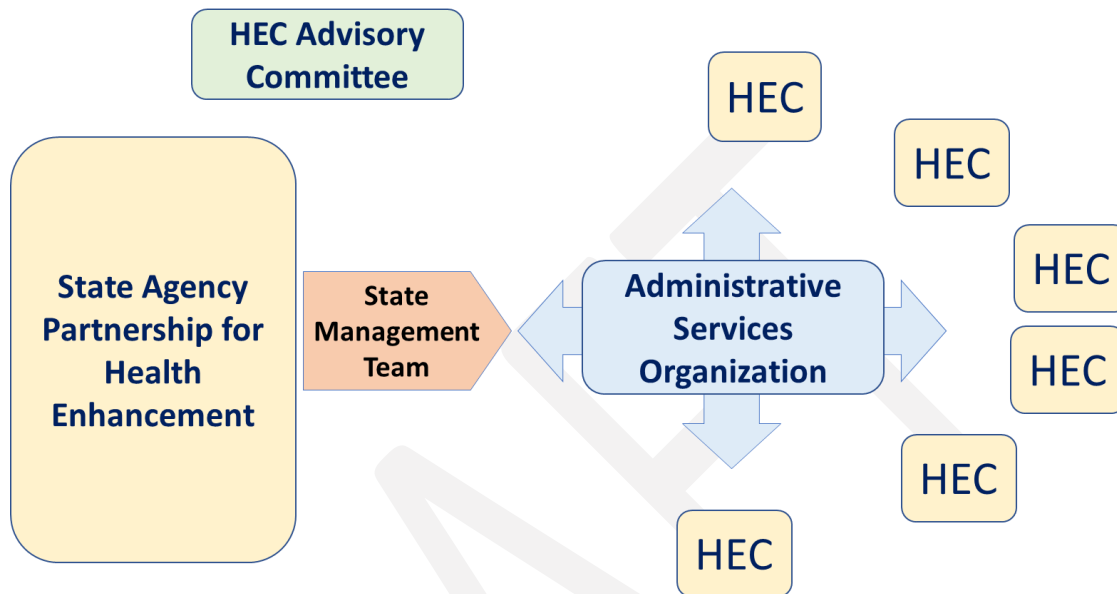 HEC Advisory
Committee
State Agency
Partnership for
Health
Enhancement
State
Management
Team
Administrative
Services
Organization
HEC
HEC
HEC
HEC
HEC
HEC